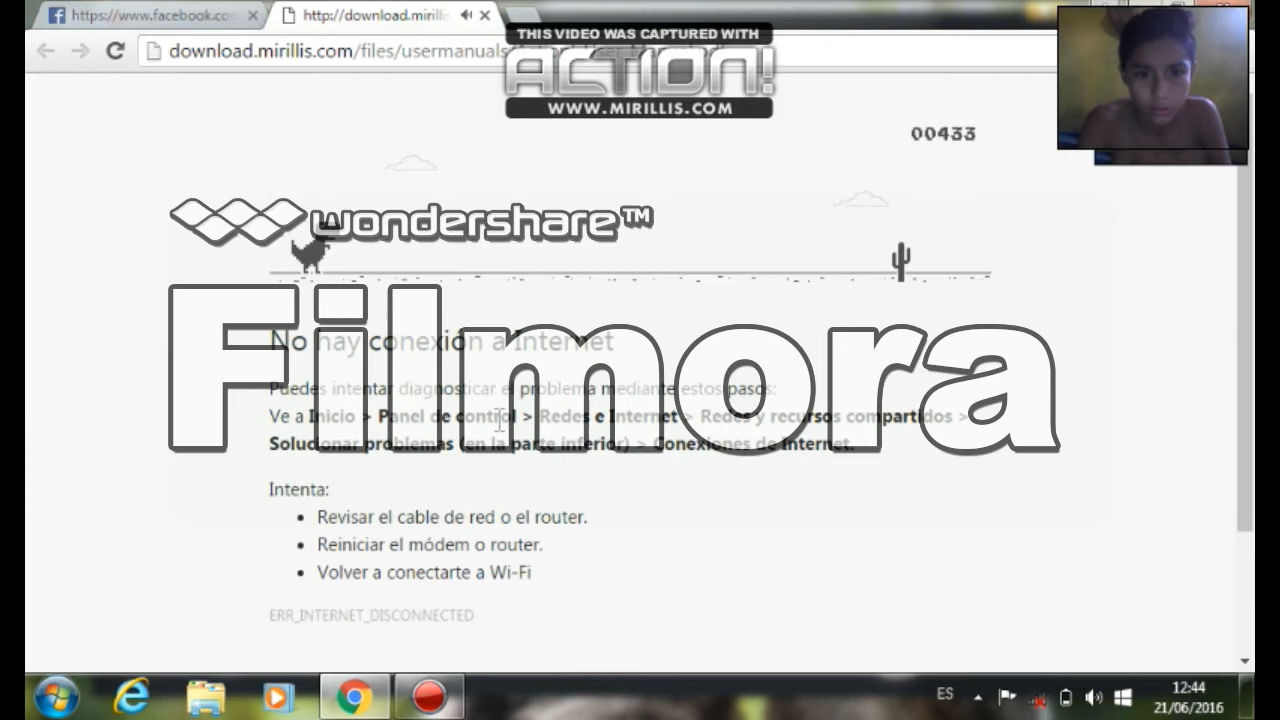 https://www.facebook.co
http://download.mirillis
download.mirillis.com/files/usermanuals
THIS VIDEO WAS CAPTURED WITH
ACTION!
WWW.MIRILLIS.COM
00433
wondershare™
Filmora
No hay conexión a Internet
Puedes intentar diagnosticar el problema mediante estos pasos:
Ve a Inicio > Panel de control > Redes e Internet > Redes y recursos compartidos >
Solucionar problemas (en la parte inferior) > Conexiones de Internet.
Intenta:
• Revisar el cable de red o el router.
• Reiniciar el módem o router.
• Volver a conectarte a Wi-Fi
ERR_INTERNET_DISCONNECTED
ES
12:44
21/06/2016